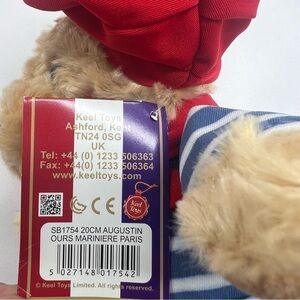 Keel Toys
Ashford, Kent
TN24 0SG
UK
Tel: +44 (0) 1233 506363
Fax: +44 (0) 1233 506364
www.keeltoys.com
CE
Keel
Toys
SB1754 20CM AUGUSTIN
OURS MARINIERE PARIS
5 027148 017542
© Keel Toys Limited. All rights reserved.